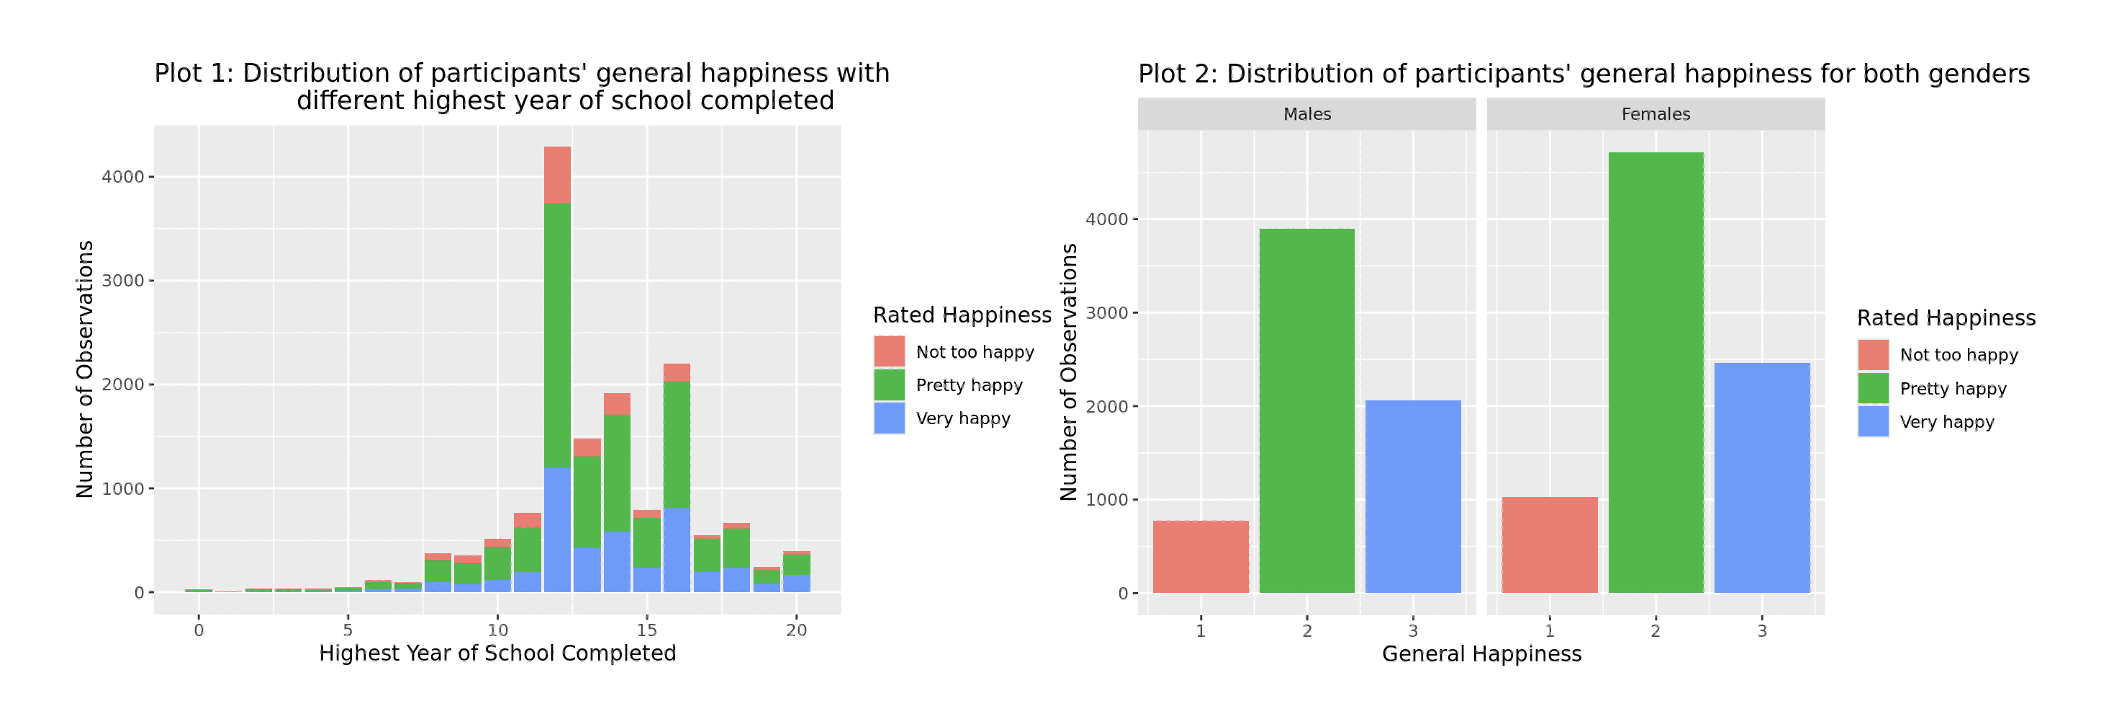 Plot 1: Distribution of participants' general happiness with
different highest year of school completed
Number of Observations
4000
3000
2000
1000
0
0 5 10 15 20
Highest Year of School Completed
Rated Happiness
Not too happy
Pretty happy
Very happy
Plot 2: Distribution of participants' general happiness for both genders
Males Females
Number of Observations
4000
3000
2000
1000
0
1 2 3 1 2 3
General Happiness
Rated Happiness
Not too happy
Pretty happy
Very happy